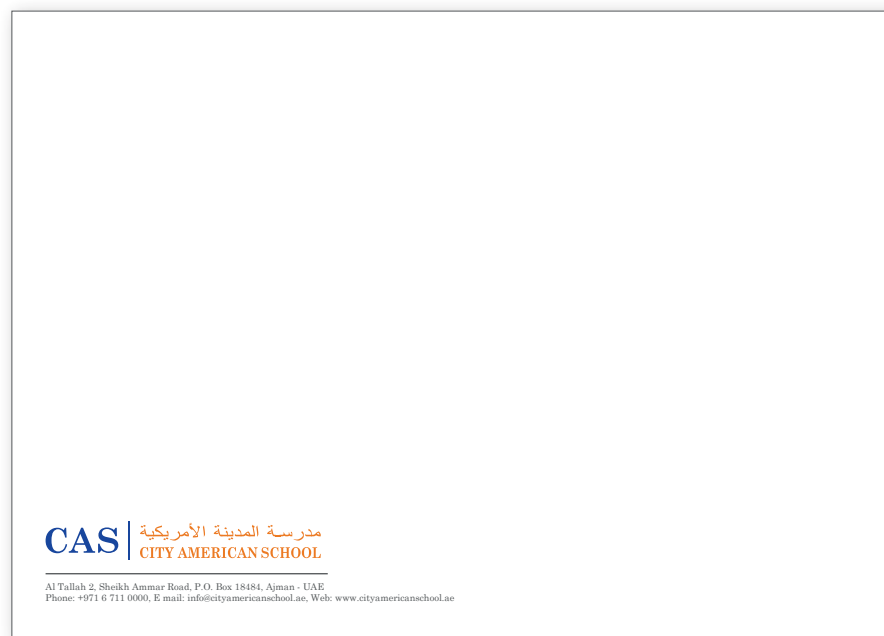 CAS
مدرسة المدينة الأمريكية
CITY AMERICAN SCHOOL
Al Tallah 2, Sheikh Ammar Road, P.O. Box 18484, Ajman - UAE
Phone: +971 6 711 0000, E mail: info@cityamericanschool.ae, Web: www.cityamericanschool.ae